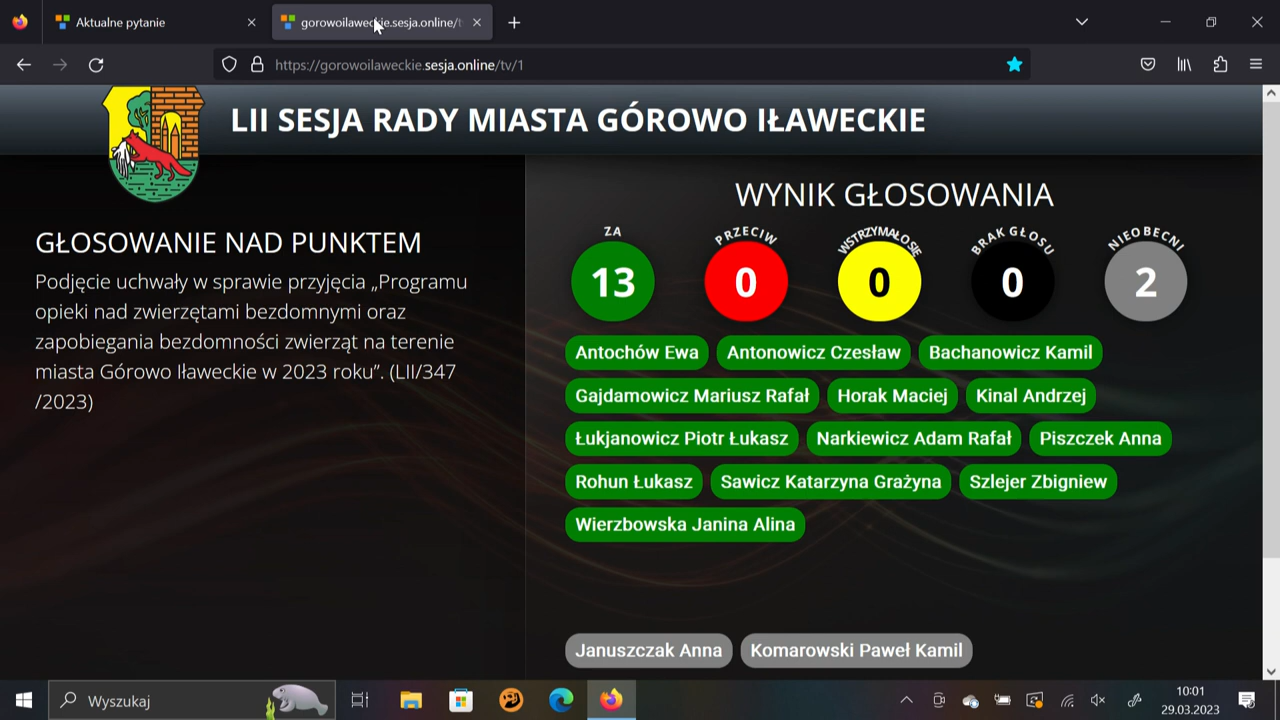 Aktualne pytanie
gorowoilaweckie.sesja.online/t
https://gorowoilaweckie.sesja.online/tv/1
LII SESJA RADY MIASTA GÓROWO IŁAWECKIE
GŁOSOWANIE NAD PUNKTEM
Podjęcie uchwały w sprawie przyjęcia „Programu
opieki nad zwierzętami bezdomnymi oraz
zapobiegania bezdomności zwierząt na terenie
miasta Górowo Iławeckie w 2023 roku”. (LII/347
/2023)
WYNIK GŁOSOWANIA
ZA PRZECIW WSTRZYMAŁO SIĘ BRAK GŁOSU NIEOBECNI
13 0 0 0 2
Antochów Ewa Antonowicz Czesław Bachanowicz Kamil
Gajdamowicz Mariusz Rafał Horak Maciej Kinal Andrzej
Łukjanowicz Piotr Łukasz Narkiewicz Adam Rafał Piszczek Anna
Rohun Łukasz Sawicz Katarzyna Grażyna Szlejer Zbigniew
Wierzbowska Janina Alina
Januszczak Anna Komarowski Paweł Kamil
Wyszukaj
10:01
29.03.2023